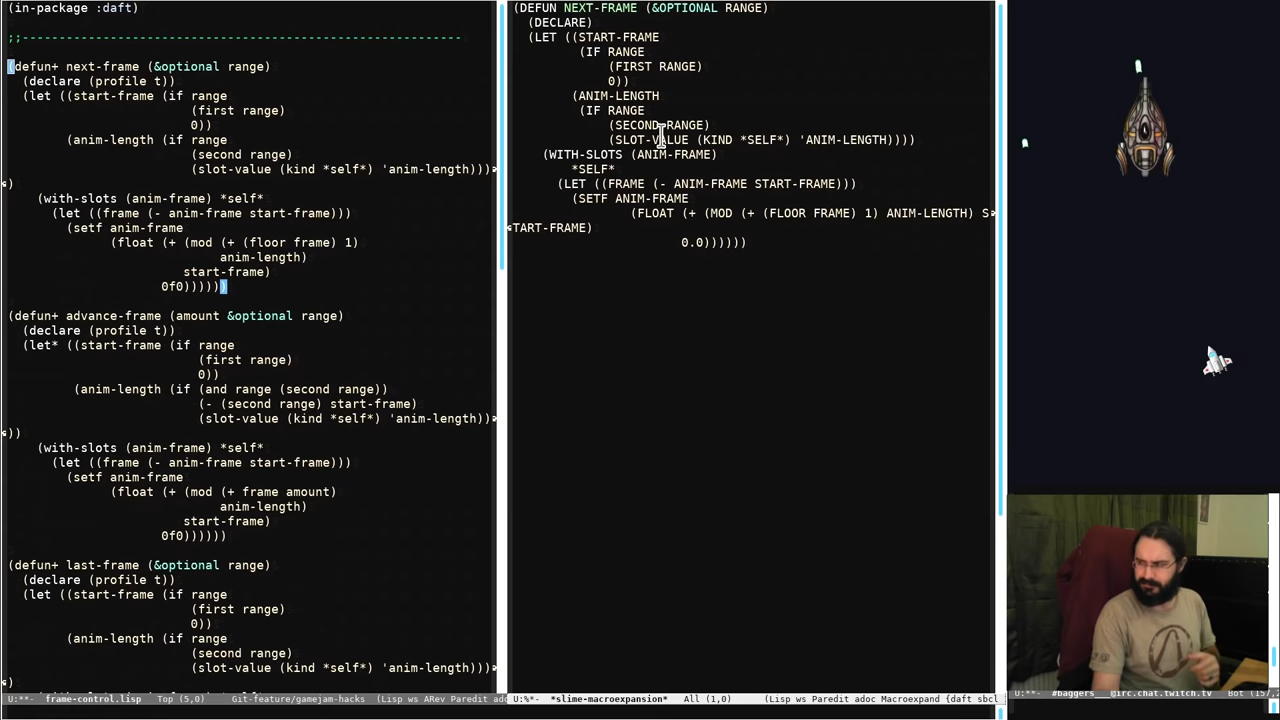 (in-package :daft)
;;------------------------------------------------------------
(defun+ next-frame (&optional range)
  (declare (profile t))
  (let ((start-frame (if range
                         (first range)
                         0))
        (anim-length (if range
                         (second range)
                         (slot-value (kind *self*) 'anim-length)))
)
    (with-slots (anim-frame) *self*
      (let ((frame (- anim-frame start-frame)))
        (setf anim-frame
              (float (+ (mod (+ (floor frame) 1)
                             anim-length)
                        start-frame)
                     0f0))))))
(defun+ advance-frame (amount &optional range)
  (declare (profile t))
  (let* ((start-frame (if range
                          (first range)
                          0))
         (anim-length (if (and range (second range))
                          (- (second range) start-frame)
                          (slot-value (kind *self*) 'anim-length))
))
    (with-slots (anim-frame) *self*
      (let ((frame (- anim-frame start-frame)))
        (setf anim-frame
              (float (+ (mod (+ frame amount)
                             anim-length)
                        start-frame)
                     0f0))))))
(defun+ last-frame (&optional range)
  (declare (profile t))
  (let ((start-frame (if range
                         (first range)
                         0))
        (anim-length (if range
                         (second range)
                         (slot-value (kind *self*) 'anim-length)))
)
U:**-  frame-control.lisp   Top (5,0)     Git-feature/gamejam-hacks  (Lisp ws ARev Paredit ado
(DEFUN NEXT-FRAME (&OPTIONAL RANGE)
  (DECLARE)
  (LET ((START-FRAME
         (IF RANGE
             (FIRST RANGE)
             0))
        (ANIM-LENGTH
         (IF RANGE
             (SECOND RANGE)
             (SLOT-VALUE (KIND *SELF*) 'ANIM-LENGTH))))
    (WITH-SLOTS (ANIM-FRAME)
        *SELF*
      (LET ((FRAME (- ANIM-FRAME START-FRAME)))
        (SETF ANIM-FRAME
                (FLOAT (+ (MOD (+ (FLOOR FRAME) 1) ANIM-LENGTH) S
TART-FRAME)
                       0.0))))))
U:%*-  *slime-macroexpansion*   All (1,0)     (Lisp ws Paredit adoc Macroexpand {daft sbcl
U:**-  #baggers__@irc.chat.twitch.tv   Bot